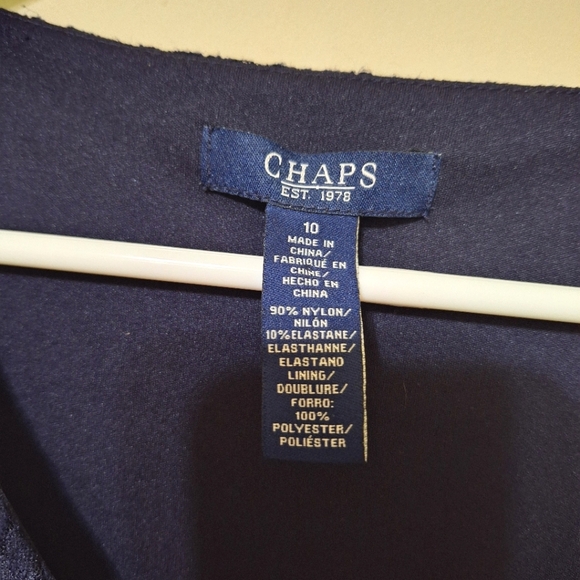 CHAPS
EST. 1978
10
MADE IN
CHINA/
FABRIQUÉ EN
CHINE/
HECHO EN
CHINA
90% NYLON/
NILÓN
10%ELASTANE/
ELASTHANNE/
ELASTANO
LINING/
DOUBLURE/
FORRO:
100%
POLYESTER/
POLIÉSTER